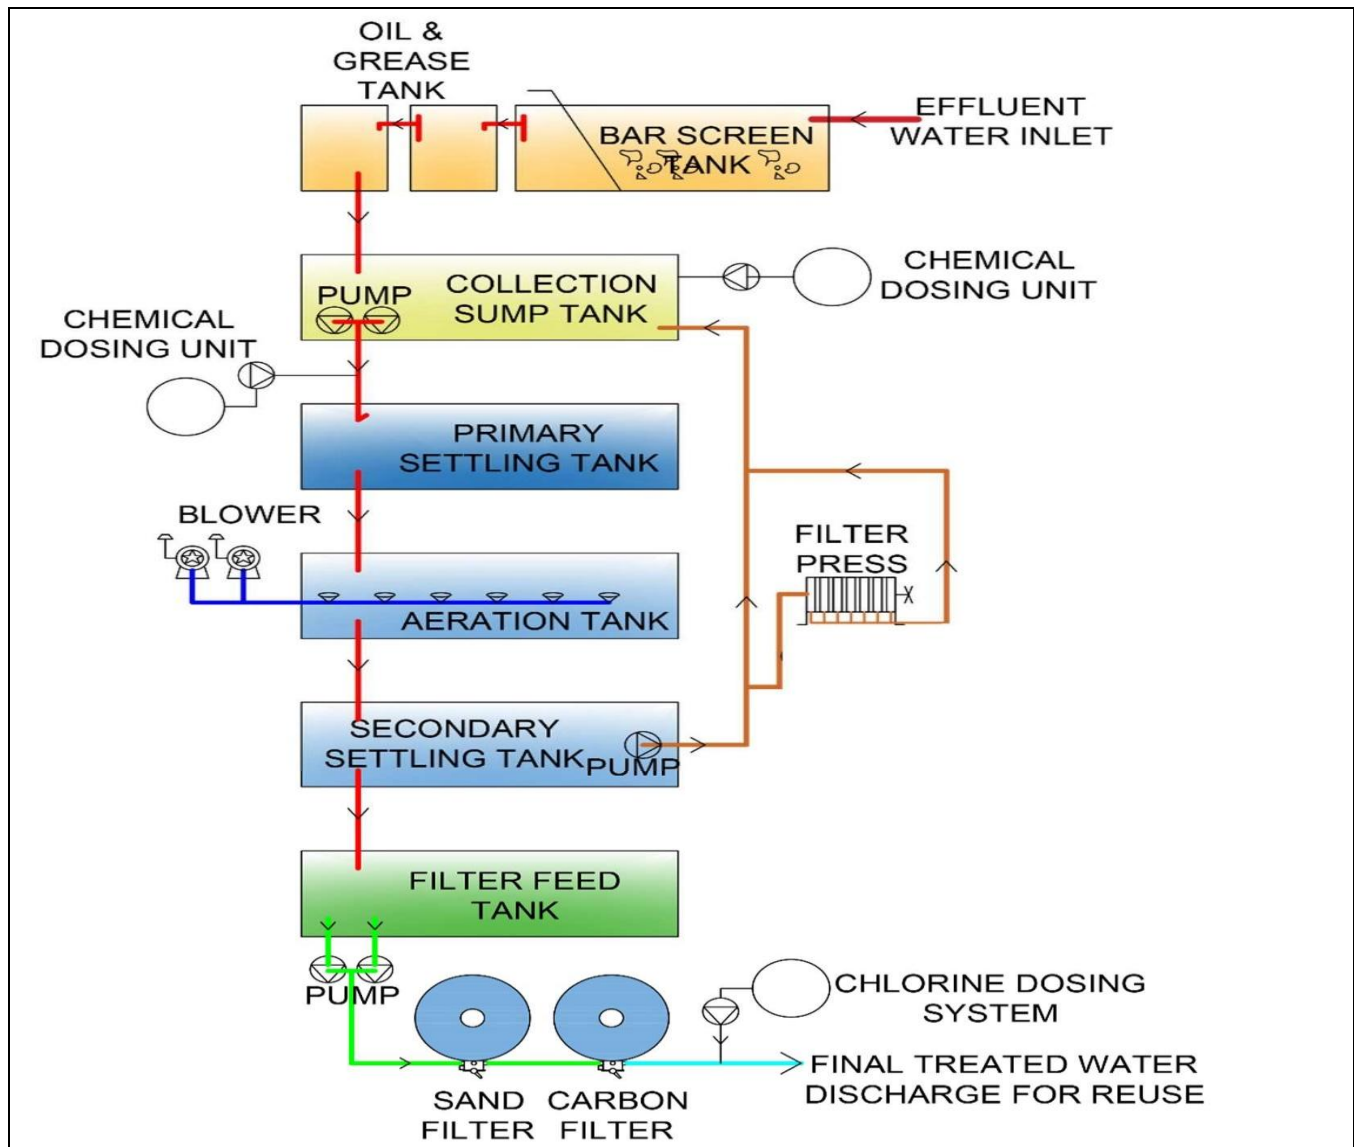 OIL &
GREASE
TANK
EFFLUENT
WATER INLET
BAR SCREEN
TANK
COLLECTION
SUMP TANK
PUMP
CHEMICAL
DOSING UNIT
CHEMICAL
DOSING UNIT
PRIMARY
SETTLING TANK
BLOWER
FILTER
PRESS
AERATION TANK
SECONDARY
SETTLING TANK
PUMP
FILTER FEED
TANK
PUMP
CHLORINE DOSING
SYSTEM
FINAL TREATED WATER
DISCHARGE FOR REUSE
SAND
FILTER
CARBON
FILTER